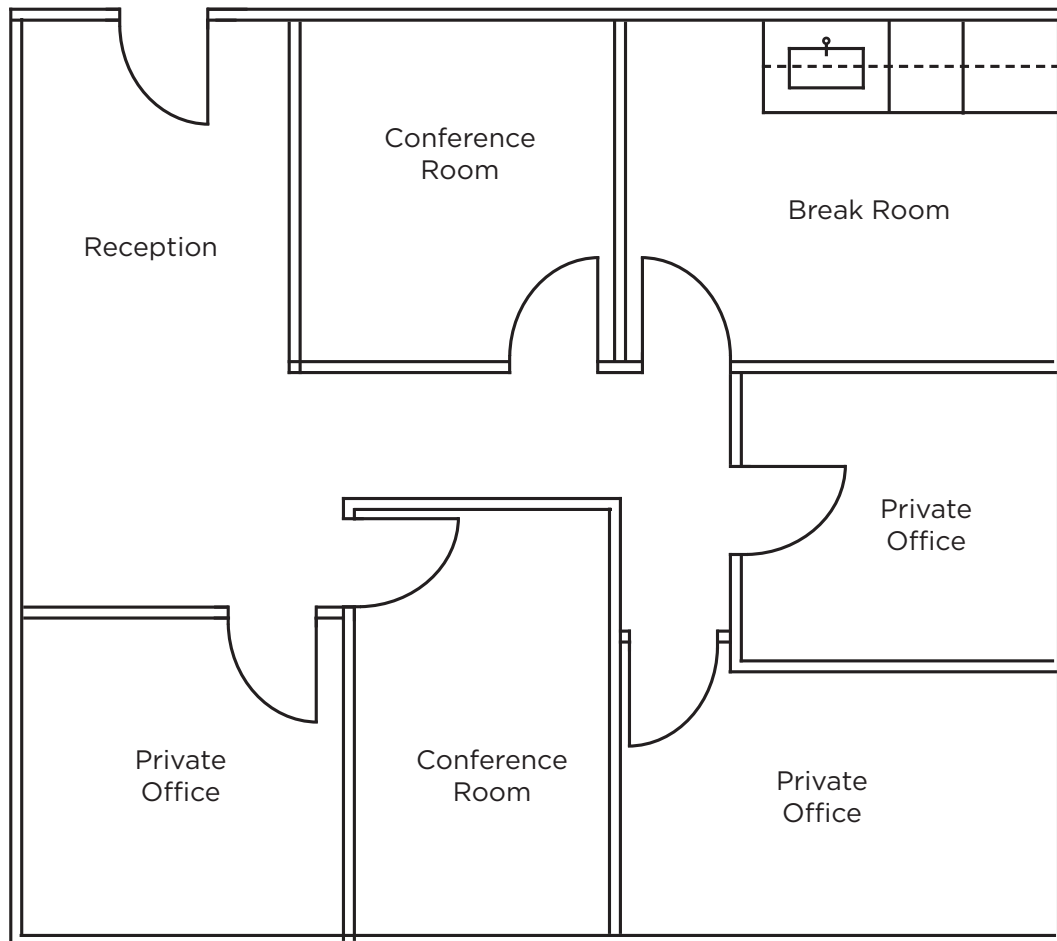 Conference
Room
Break Room
Reception
Private
Office
Private
Office
Conference
Room
Private
Office